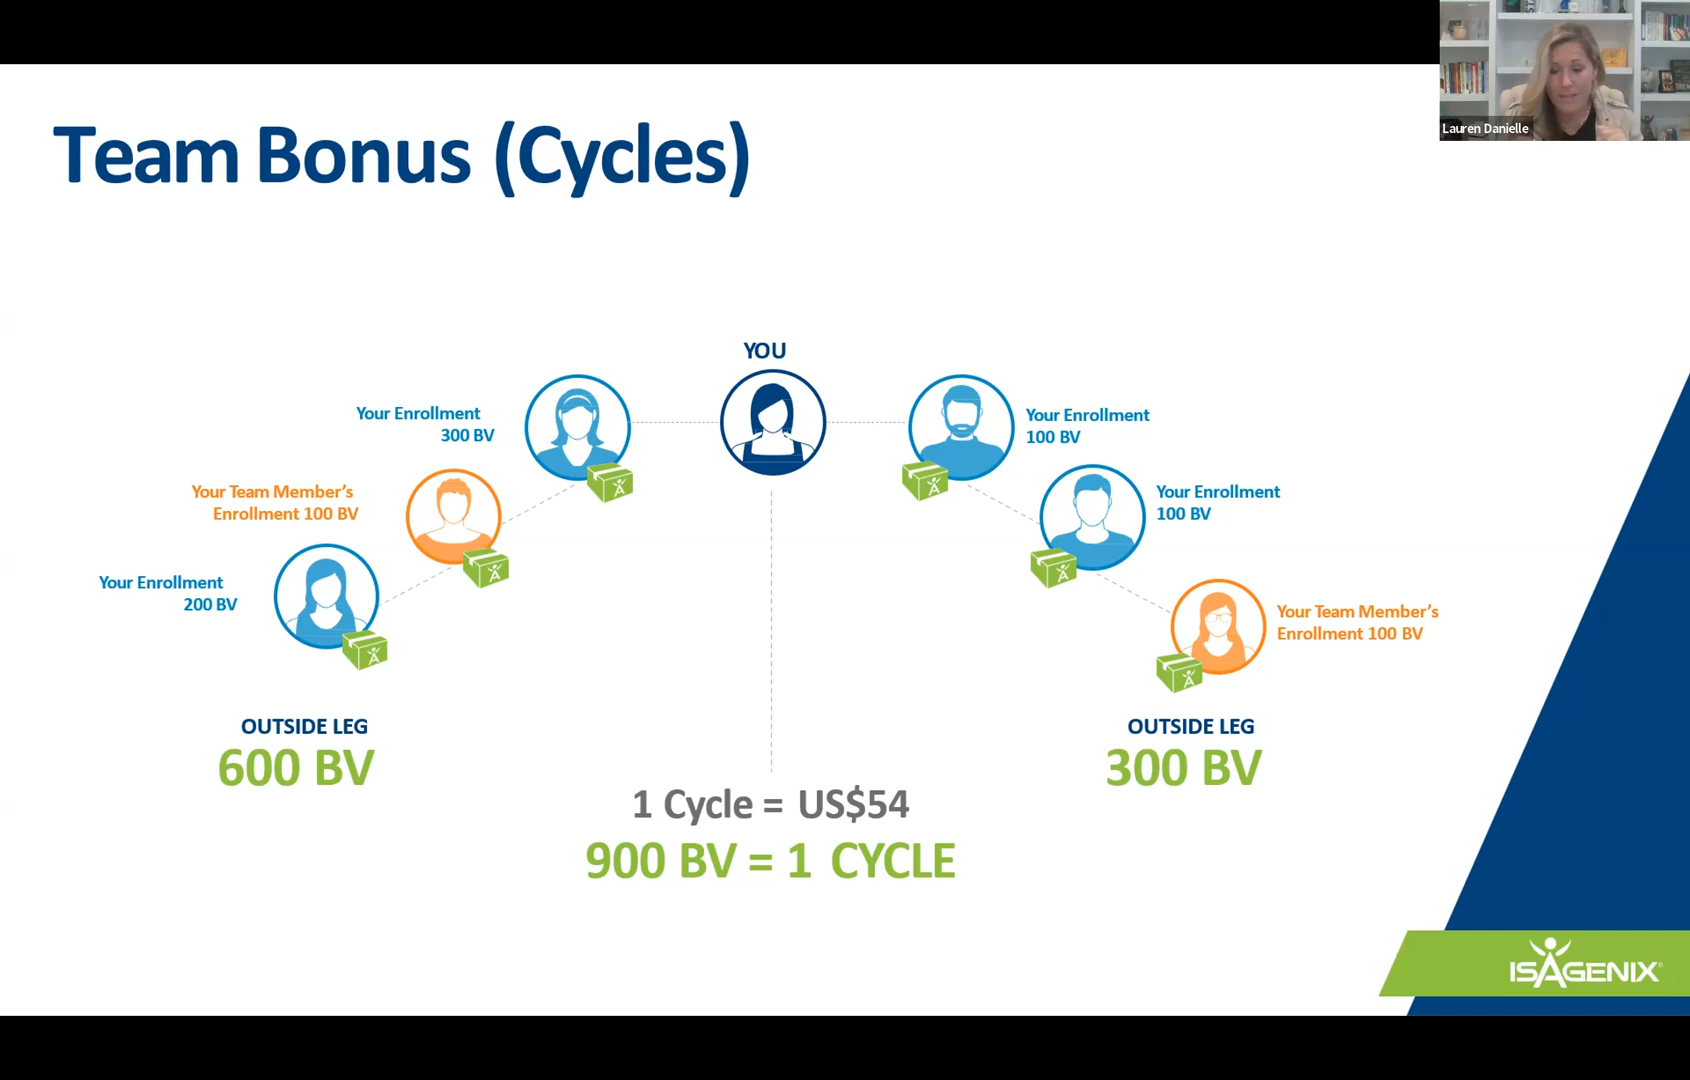 Lauren Danielle
Team Bonus (Cycles)
YOU
Your Enrollment
300 BV
Your Enrollment
100 BV
Your Team Member's
Enrollment 100 BV
Your Enrollment
100 BV
Your Enrollment
200 BV
Your Team Member's
Enrollment 100 BV
OUTSIDE LEG
600 BV
OUTSIDE LEG
300 BV
1 Cycle = US$54
900 BV = 1 CYCLE
ISAGENIX